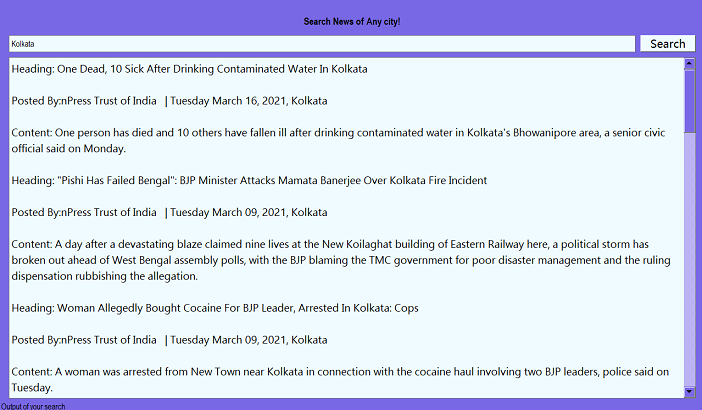 Search News of Any city!
Kolkata
Search
Heading: One Dead, 10 Sick After Drinking Contaminated Water In Kolkata
Posted By:nPress Trust of India | Tuesday March 16, 2021, Kolkata
Content: One person has died and 10 others have fallen ill after drinking contaminated water in Kolkata's Bhowanipore area, a senior civic
official said on Monday.
Heading: "Pishi Has Failed Bengal": BJP Minister Attacks Mamata Banerjee Over Kolkata Fire Incident
Posted By:nPress Trust of India | Tuesday March 09, 2021, Kolkata
Content: A day after a devastating blaze claimed nine lives at the New Koilaghat building of Eastern Railway here, a political storm has
broken out ahead of West Bengal assembly polls, with the BJP blaming the TMC government for poor disaster management and the ruling
dispensation rubbishing the allegation.
Heading: Woman Allegedly Bought Cocaine For BJP Leader, Arrested In Kolkata: Cops
Posted By:nPress Trust of India | Tuesday March 09, 2021, Kolkata
Content: A woman was arrested from New Town near Kolkata in connection with the cocaine haul involving two BJP leaders, police said on
Tuesday.
Output of your search